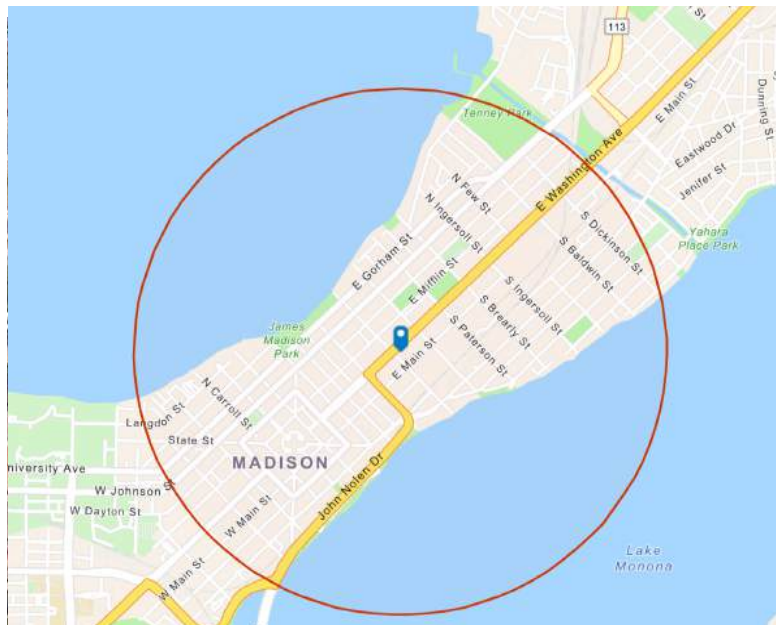 113
Tenney Park
E Main St
Dunning St
Eastwood Dr
Jenifer St
E Washington Ave
N Few St
N Ingersoll St
S Dickinson St
Yahara
Place Park
S Baldwin St
E Gorham St
E Mifflin St
S Ingersoll St
S Brearly St
S Paterson St
James
Madison
Park
E Main St
N Carroll St
Langdon St
State St
MADISON
niversity Ave
W Johnson St
W Dayton St
John Nolen Dr
W Main St
W Main St
Lake
Monona